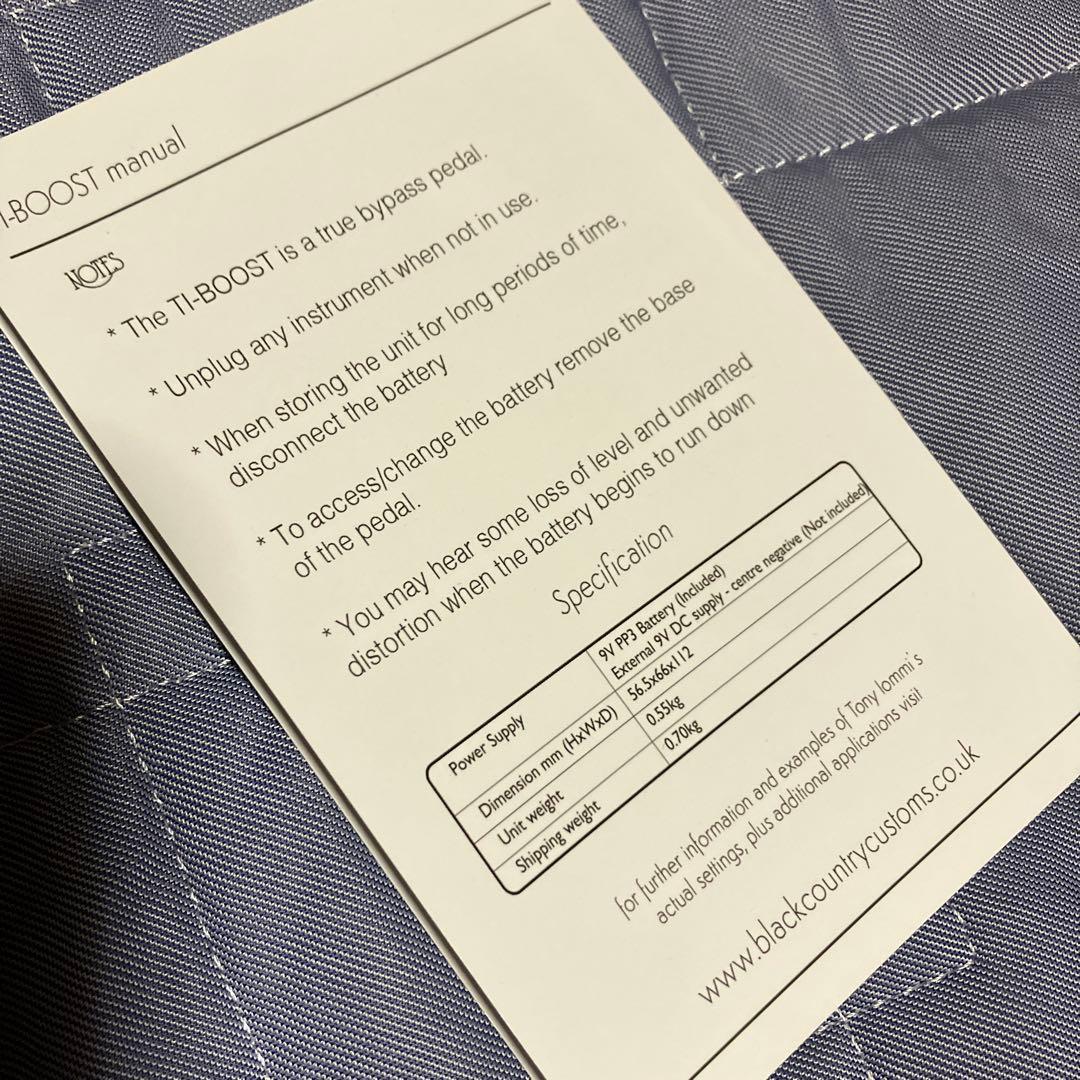 I-BOOST manual
NOTES
* The TI-BOOST is a true bypass pedal.
* Unplug any instrument when not in use.
* When storing the unit for long periods of time,
disconnect the battery
* To access/change the battery remove the base
of the pedal.
* You may hear some loss of level and unwanted
distortion when the battery begins to run down
Specification
Power Supply 9V PP3 Battery (Included)
External 9V DC supply - centre negative (Not included)
Dimension mm (HxWxD) 56.5x66x112
Unit weight 0.55kg
Shipping weight 0.70kg
for further information and examples of Tony Iommi's
actual settings, plus additional applications visit
www.blackcountrycustoms.co.uk